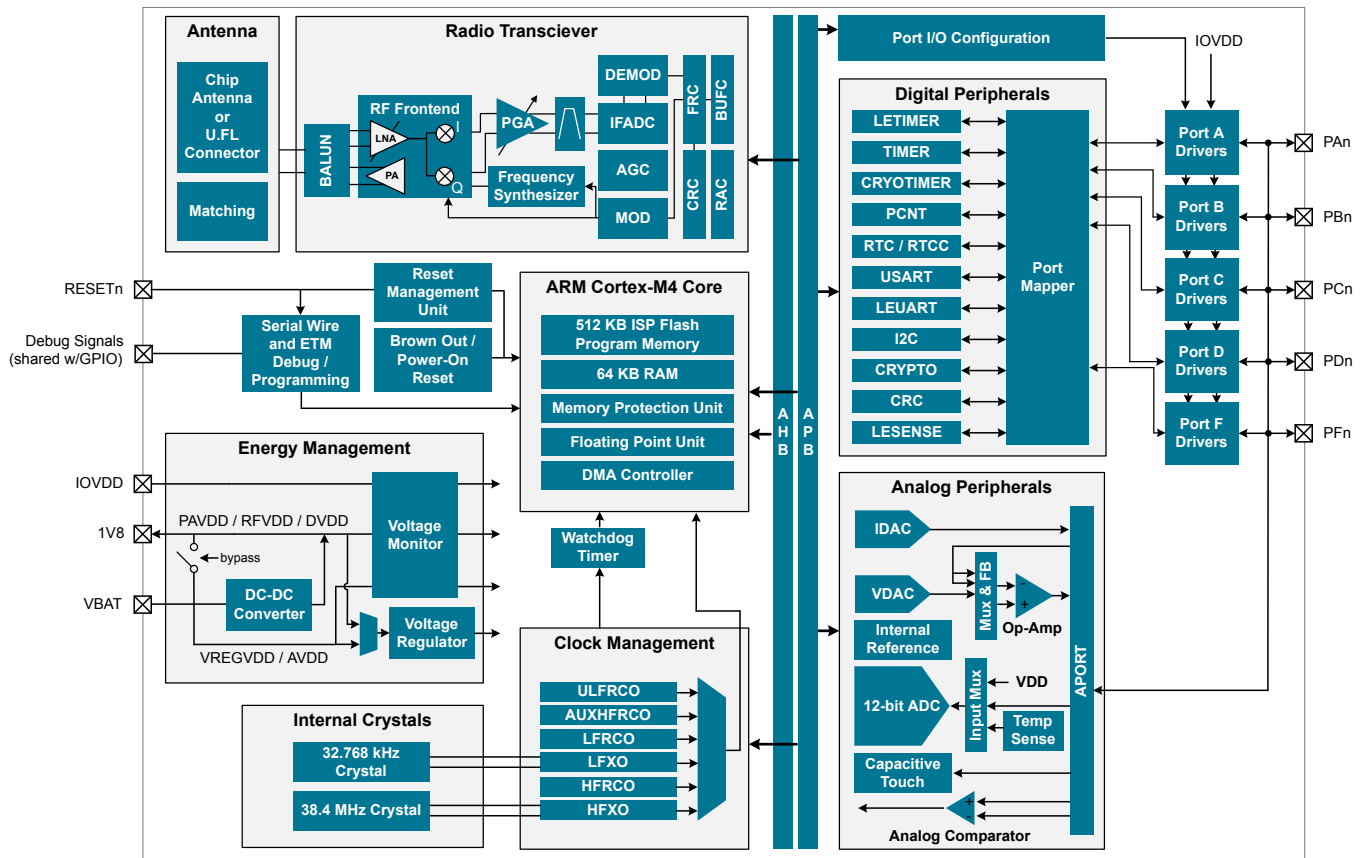 Antenna
Chip
Antenna
or
U.FL
Connector
Matching
Radio Transciever
BALUN
RF Frontend
LNA
PA
I
Q
PGA
Frequency
Synthesizer
DEMOD
IFADC
AGC
MOD
FRC
BUFC
CRC
RAC
RESETn
Debug Signals
(shared w/GPIO)
Reset
Management
Unit
Serial Wire
and ETM
Debug /
Programming
Brown Out /
Power-On
Reset
ARM Cortex-M4 Core
512 KB ISP Flash
Program Memory
64 KB RAM
Memory Protection Unit
Floating Point Unit
DMA Controller
Watchdog
Timer
Energy Management
IOVDD
1V8
VBAT
PAVDD / RFVDD / DVDD
bypass
DC-DC
Converter
Voltage
Monitor
Voltage
Regulator
VREGVDD / AVDD
Internal Crystals
32.768 kHz
Crystal
38.4 MHz Crystal
Clock Management
ULFRCO
AUXHFRCO
LFRCO
LFXO
HFRCO
HFXO
AHB
APB
Port I/O Configuration
IOVDD
Digital Peripherals
LETIMER
TIMER
CRYOTIMER
PCNT
RTC / RTCC
USART
LEUART
I2C
CRYPTO
CRC
LESENSE
Port
Mapper
Port A
Drivers
Port B
Drivers
Port C
Drivers
Port D
Drivers
Port F
Drivers
PAn
PBn
PCn
PDn
PFn
Analog Peripherals
IDAC
VDAC
Mux & FB
-
+
Op-Amp
Internal
Reference
12-bit ADC
Input Mux
VDD
Temp
Sense
APORT
Capacitive
Touch
+
-
Analog Comparator